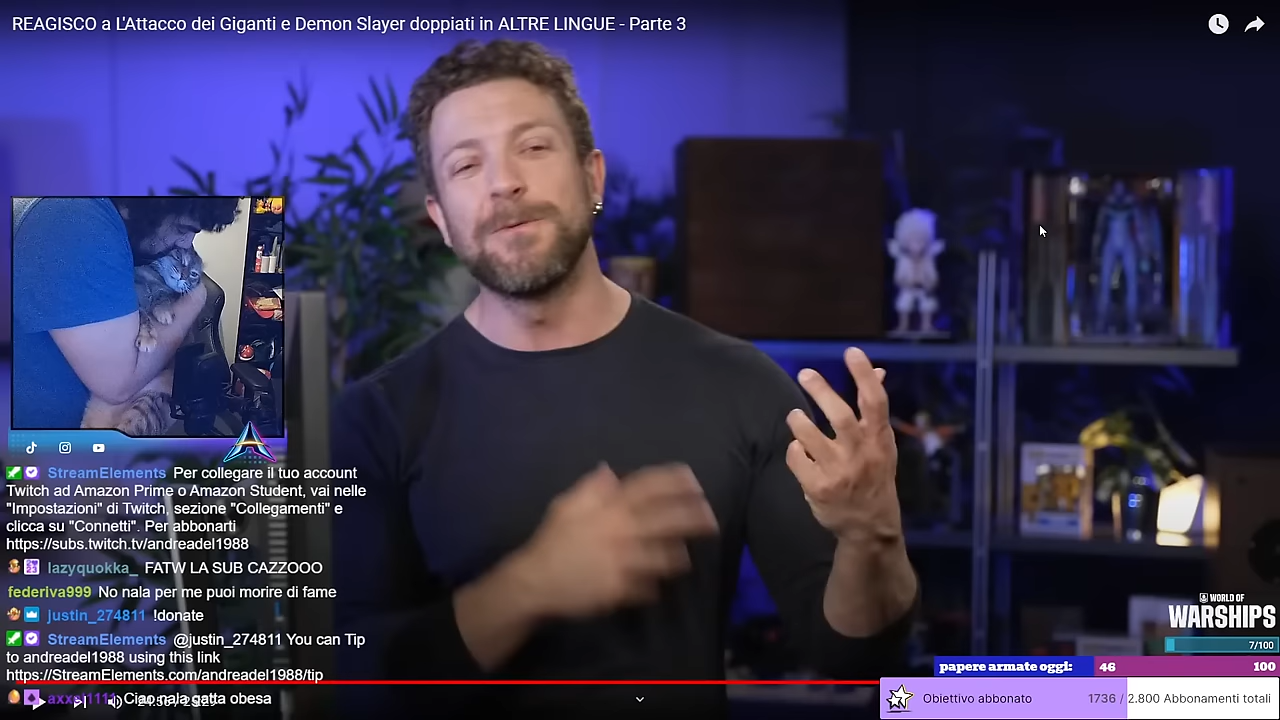 REAGISCO a L'Attacco dei Giganti e Demon Slayer doppiati in ALTRE LINGUE - Parte 3
StreamElements Per collegare il tuo account
Twitch ad Amazon Prime o Amazon Student, vai nelle
"Impostazioni" di Twitch, sezione "Collegamenti" e
clicca su "Connetti". Per abbonarti
https://subs.twitch.tv/andreadel1988
lazyquokka_ FATW LA SUB CAZZOOO
federiva999 No nala per me puoi morire di fame
justin_274811 !donate
StreamElements @justin_274811 You can Tip
to andreadel1988 using this link
https://StreamElements.com/andreadel1988/tip
Ciao nala gatta obesa
WORLD OF
WARSHIPS
7/100
papere armate oggi: 46 100
Obiettivo abbonato 1736 / 2.800 Abbonamenti totali